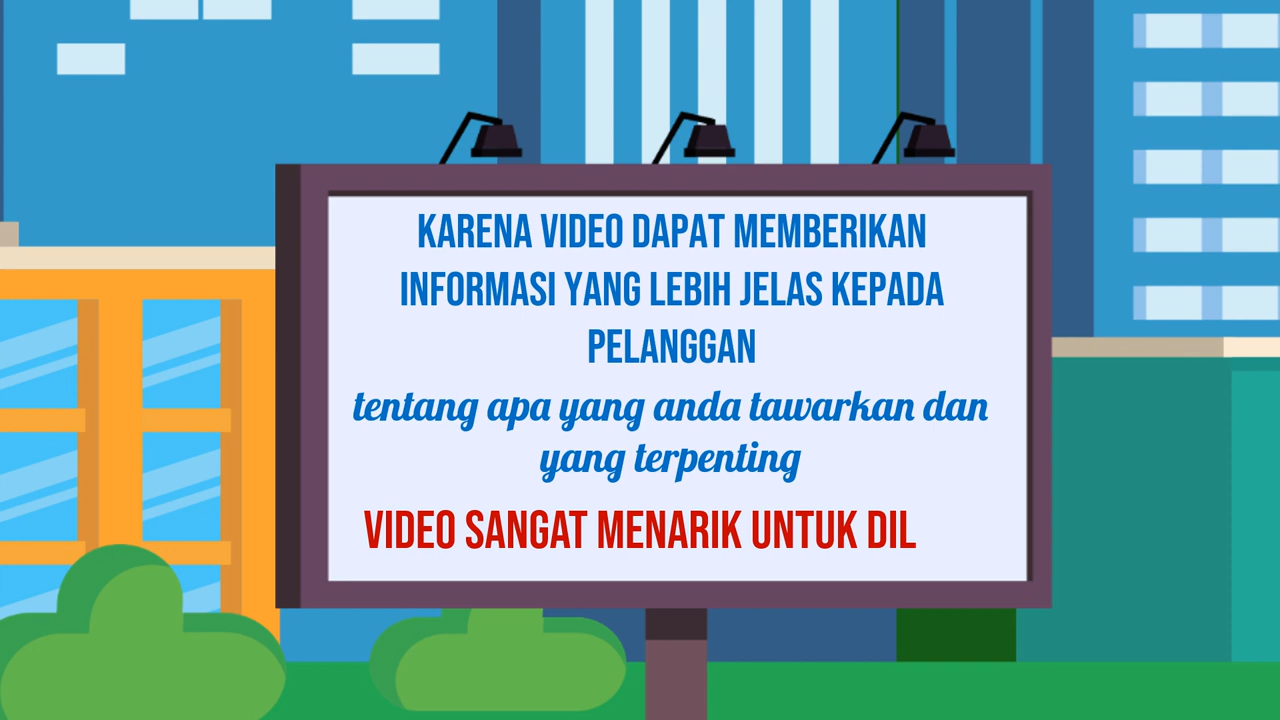 KARENA VIDEO DAPAT MEMBERIKAN
INFORMASI YANG LEBIH JELAS KEPADA
PELANGGAN
tentang apa yang anda tawarkan dan
yang terpenting
VIDEO SANGAT MENARIK UNTUK DIL